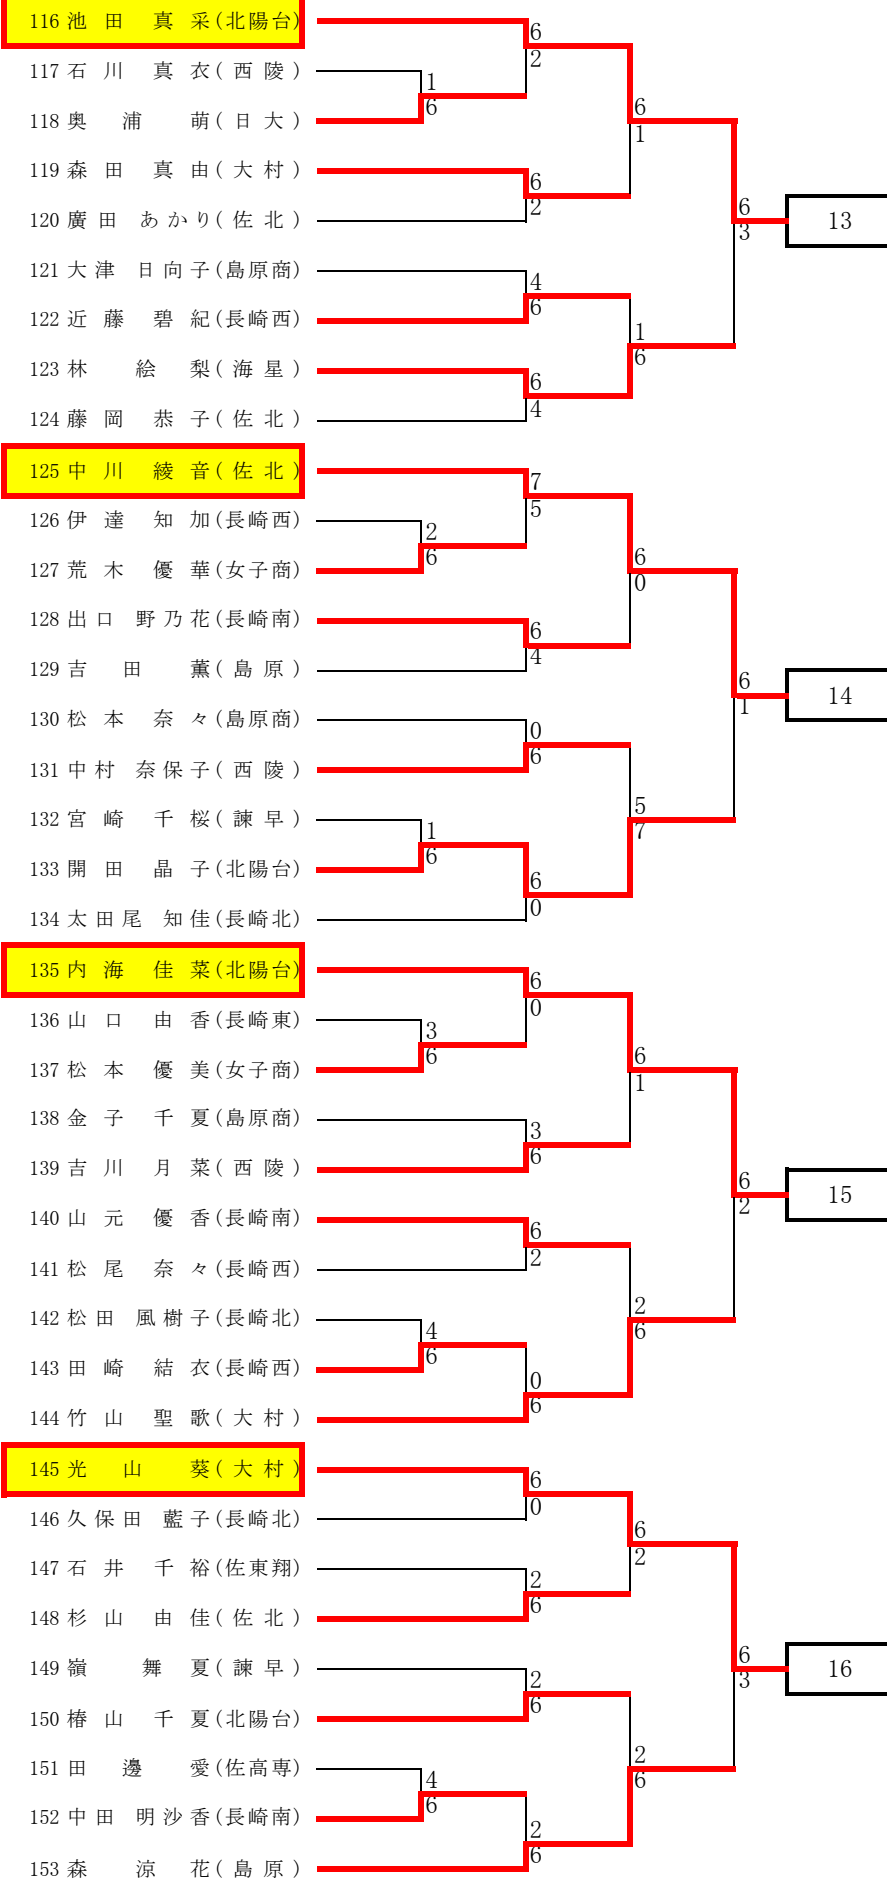 116 池田 真采(北陽台)
6
2
117 石川 真衣(西陵)
1
6
118 奥浦 萌(日大)
6
1
119 森田 真由(大村)
6
2
120 廣田 あかり(佐北)
6
3
13
121 大津 日向子(島原商)
4
6
122 近藤 碧紀(長崎西)
1
6
123 林 絵梨(海星)
6
4
124 藤岡 恭子(佐北)
125 中川 綾音(佐北)
7
5
126 伊達 知加(長崎西)
2
6
127 荒木 優華(女子商)
6
0
128 出口 野乃花(長崎南)
6
4
129 吉田 薫(島原)
6
1
14
130 松本 奈々(島原商)
0
6
131 中村 奈保子(西陵)
5
7
132 宮崎 千桜(諫早)
1
6
133 開田 晶子(北陽台)
6
0
134 太田尾 知佳(長崎北)
135 内海 佳菜(北陽台)
6
0
136 山口 由香(長崎東)
3
6
137 松本 優美(女子商)
6
1
138 金子 千夏(島原商)
3
6
139 吉川 月菜(西陵)
6
2
15
140 山元 優香(長崎南)
6
2
141 松尾 奈々(長崎西)
2
6
142 松田 風樹子(長崎北)
4
6
143 田崎 結衣(長崎西)
0
6
144 竹山 聖歌(大村)
145 光山 葵(大村)
6
0
146 久保田 藍子(長崎北)
6
2
147 石井 千裕(佐東翔)
2
6
148 杉山 由佳(佐北)
6
3
16
149 嶺 舞夏(諫早)
2
6
150 椿山 千夏(北陽台)
2
6
151 田邊 愛(佐高専)
4
6
152 中田 明沙香(長崎南)
2
6
153 森 涼花(島原)